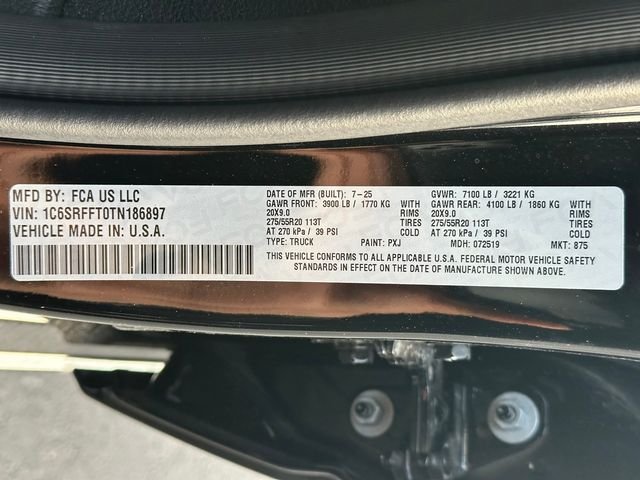 MFD BY: FCA US LLC
VIN: 1C6SRFFT0TN186897
VEHICLE MADE IN: U.S.A.
DATE OF MFD (BUILT): 7-25
GAWR FRONT: 3900 LB / 1770 KG WITH
20X9.0 RIMS
275/55R20 113T TIRES
AT 270 kPa / 39 PSI COLD
TYPE: TRUCK PAINT: PXJ
GVWR: 7100 LB / 3221 KG
GAWR REAR: 4100 LB / 1860 KG WITH
20X9.0 RIMS
275/55R20 113T TIRES
AT 270 kPa / 39 PSI COLD
MDH: 072519 MKT: 875
THIS VEHICLE CONFORMS TO ALL APPLICABLE U.S.A. FEDERAL MOTOR VEHICLE SAFETY
STANDARDS IN EFFECT ON THE DATE OF MANUFACTURE SHOWN ABOVE.